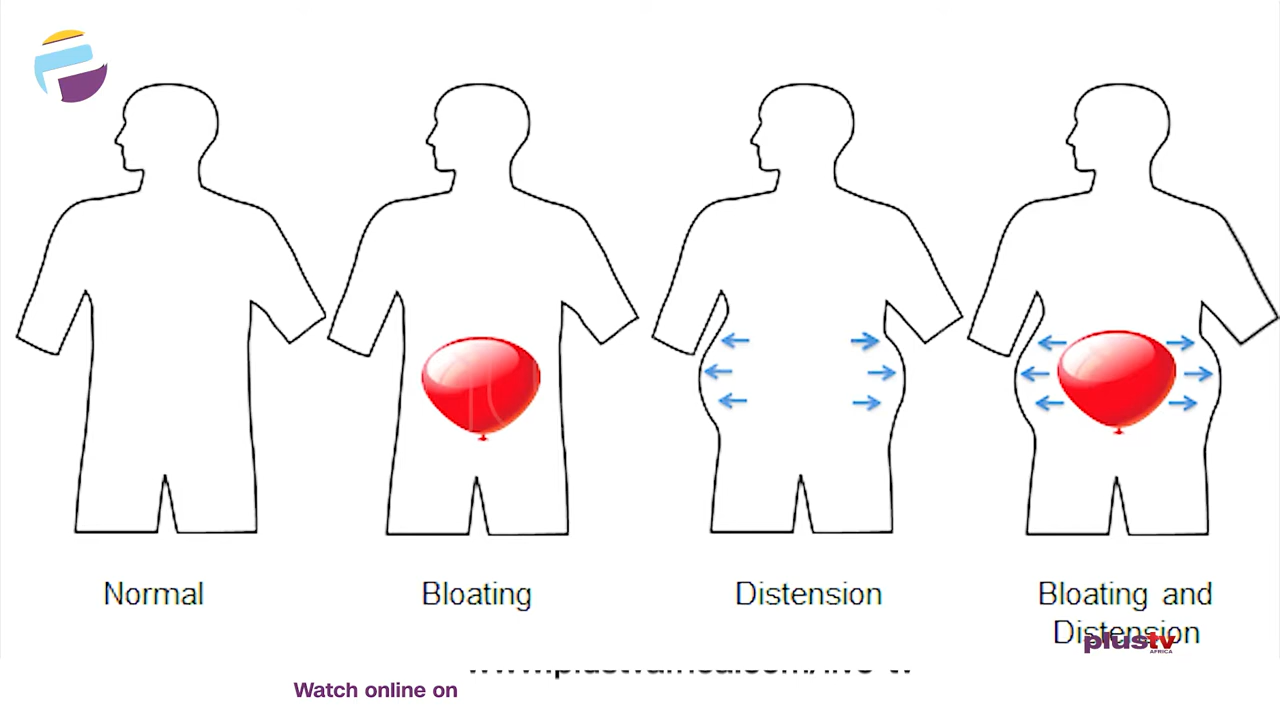 Normal
Bloating
Distension
Bloating and
Distension
plustv
AFRICA
Watch online on